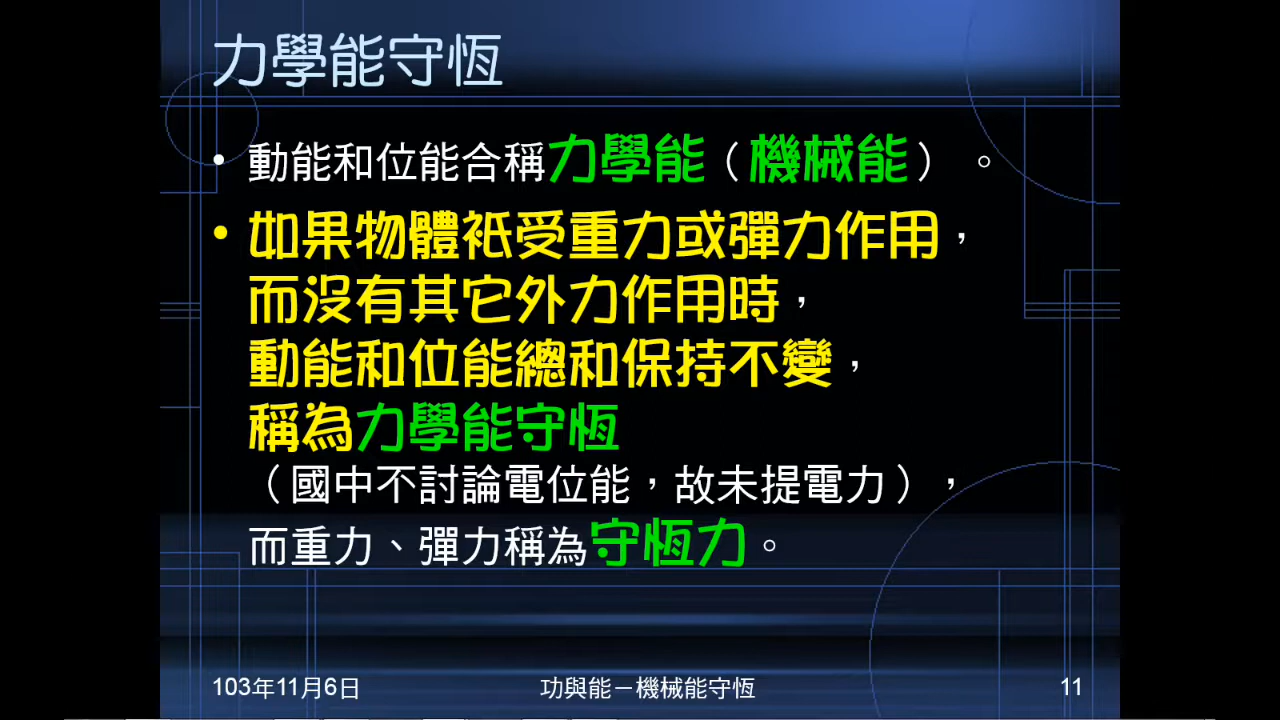 力學能守恆
• 動能和位能合稱力學能（機械能）。
• 如果物體祇受重力或彈力作用，
而沒有其它外力作用時，
動能和位能總和保持不變，
稱為力學能守恆
（國中不討論電位能，故未提電力），
而重力、彈力稱為守恆力。
103年11月6日
功與能－機械能守恆
11